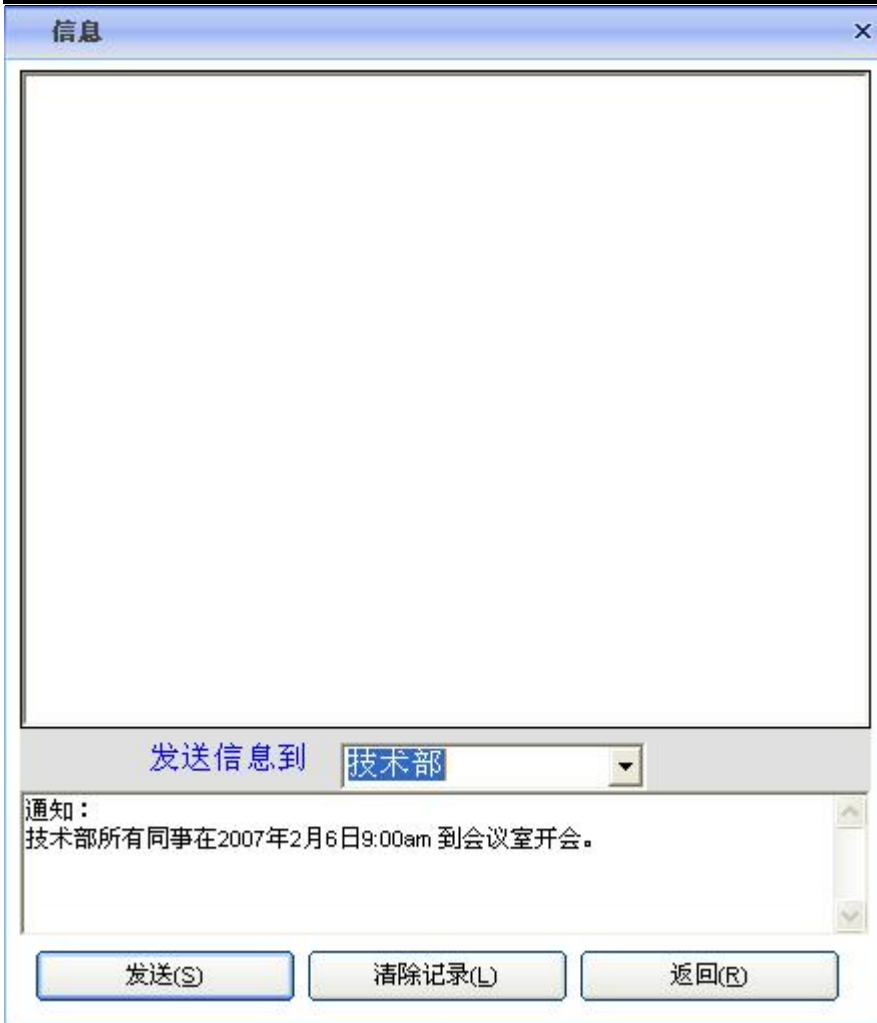 信息
发送信息到 技术部
通知：
技术部所有同事在2007年2月6日9:00am 到会议室开会。
发送(S) 清除记录(L) 返回(R)